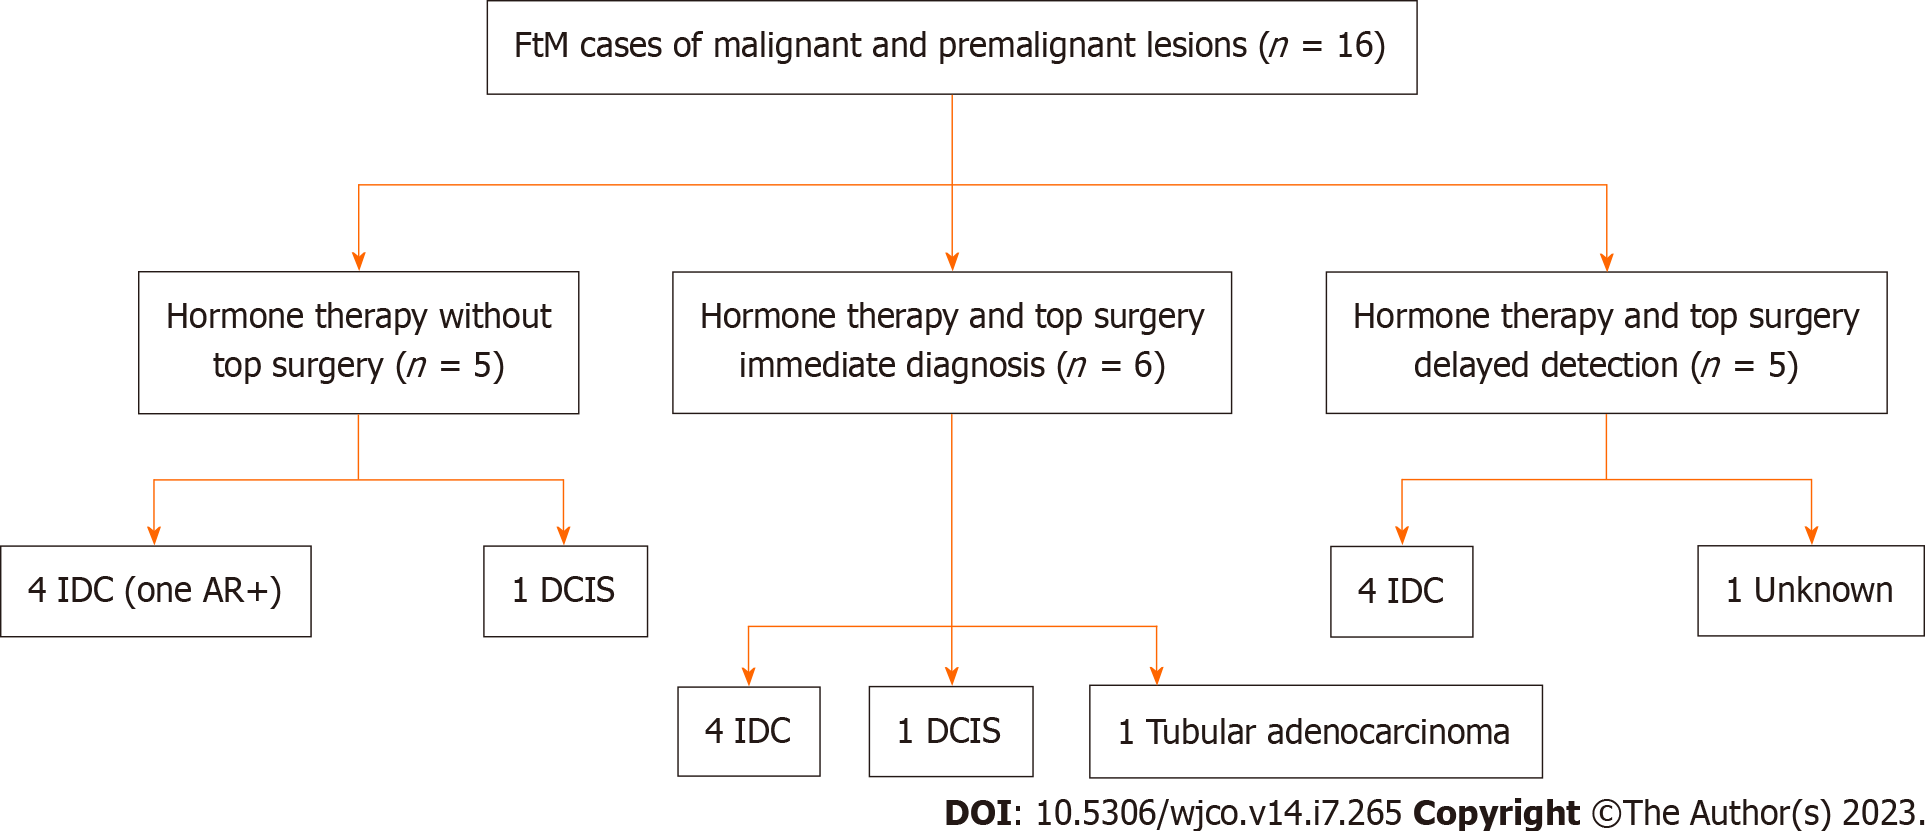 FtM cases of malignant and premalignant lesions (n = 16)
Hormone therapy without
top surgery (n = 5)
Hormone therapy and top surgery
immediate diagnosis (n = 6)
Hormone therapy and top surgery
delayed detection (n = 5)
4 IDC (one AR+)
1 DCIS
4 IDC
1 Unknown
4 IDC
1 DCIS
1 Tubular adenocarcinoma
DOI: 10.5306/wjco.v14.i7.265 Copyright ©The Author(s) 2023.